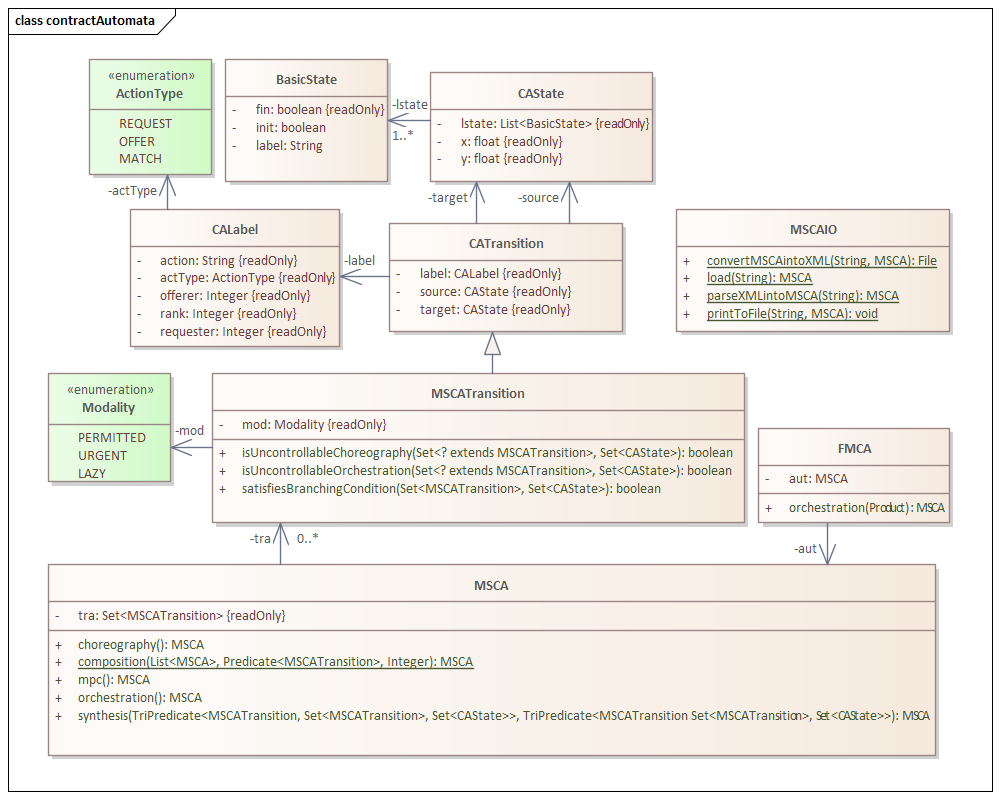 class contractAutomata
«enumeration»
ActionType
REQUEST
OFFER
MATCH
BasicState
- fin: boolean {readOnly}
- init: boolean
- label: String
-lstate
1..*
CAState
- lstate: List<BasicState> {readOnly}
- x: float {readOnly}
- y: float {readOnly}
-actType
-target
-source
CALabel
- action: String {readOnly}
- actType: ActionType {readOnly}
- offerer: Integer {readOnly}
- rank: Integer {readOnly}
- requester: Integer {readOnly}
-label
CATransition
- label: CALabel {readOnly}
- source: CAState {readOnly}
- target: CAState {readOnly}
MSCAIO
+ convertMSCAintoXML(String, MSCA): File
+ load(String): MSCA
+ parseXMLintoMSCA(String): MSCA
+ printToFile(String, MSCA): void
«enumeration»
Modality
PERMITTED
URGENT
LAZY
-mod
MSCATransition
- mod: Modality {readOnly}
+ isUncontrollableChoreography(Set<? extends MSCATransition>, Set<CAState>): boolean
+ isUncontrollableOrchestration(Set<? extends MSCATransition>, Set<CAState>): boolean
+ satisfiesBranchingCondition(Set<MSCATransition>, Set<CAState>): boolean
FMCA
- aut: MSCA
+ orchestration(Product): MSCA
-tra
0..*
-aut
MSCA
- tra: Set<MSCATransition> {readOnly}
+ choreography(): MSCA
+ composition(List<MSCA>, Predicate<MSCATransition>, Integer): MSCA
+ mpc(): MSCA
+ orchestration(): MSCA
+ synthesis(TriPredicate<MSCATransition, Set<MSCATransition>, Set<CAState>>, TriPredicate<MSCATransition Set<MSCATransition>, Set<CAState>>): MSCA